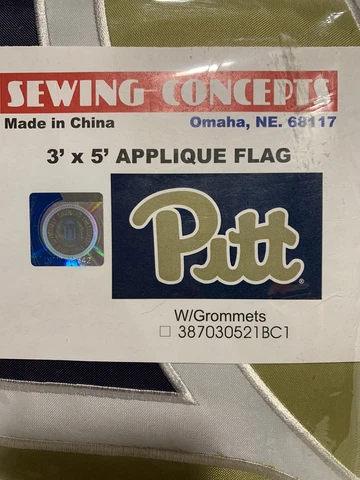 SEWING CONCEPTS
Made in China
Omaha, NE. 68117
3' x 5' APPLIQUE FLAG
Pitt
®
W/Grommets
387030521BC1